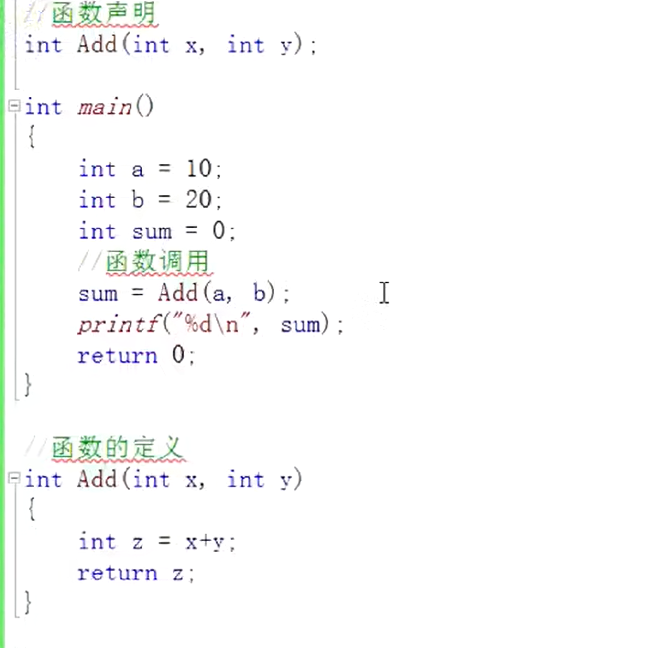 //函数声明
int Add(int x, int y);
int main()
{
int a = 10;
int b = 20;
int sum = 0;
//函数调用
sum = Add(a, b);
printf("%d\n", sum);
return 0;
}
//函数的定义
int Add(int x, int y)
{
int z = x+y;
return z;
}